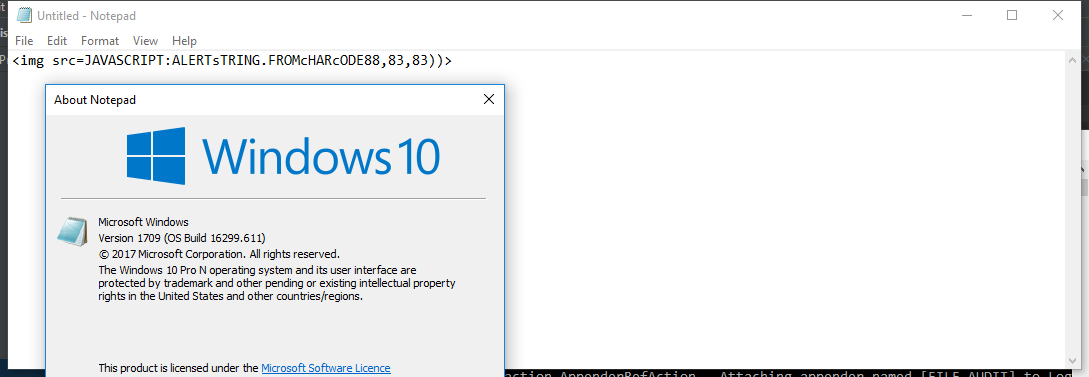 Untitled - Notepad
File Edit Format View Help
<img src=JAVASCRIPT:ALERTsTRING.FROMcHARcODE88,83,83))>
About Notepad
Windows 10
Microsoft Windows
Version 1709 (OS Build 16299.611)
© 2017 Microsoft Corporation. All rights reserved.
The Windows 10 Pro N operating system and its user interface are
protected by trademark and other pending or existing intellectual property
rights in the United States and other countries/regions.
This product is licensed under the Microsoft Software Licence
action.AppenderRefAction - Attaching appender named [FILE_AUDIT] to Log